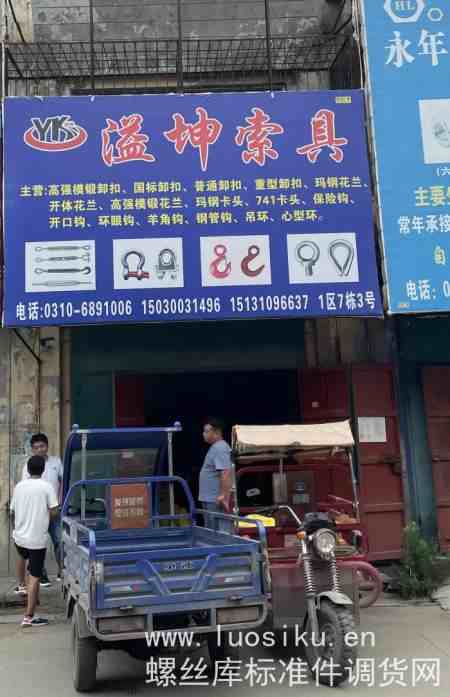 YK
溢坤索具
主营:高强模锻卸扣、国标卸扣、普通卸扣、重型卸扣、玛钢花兰、
开体花兰、高强模锻花兰、玛钢卡头、741卡头、保险钩、
开口钩、环眼钩、羊角钩、钢管钩、吊环、心型环。
电话:0310-6891006 15030031496 15131096637 1区7栋3号
HL
永年
(六
主要生
常年承接
自
电话:0
www.luosiku.cn
螺丝库标准件调货网